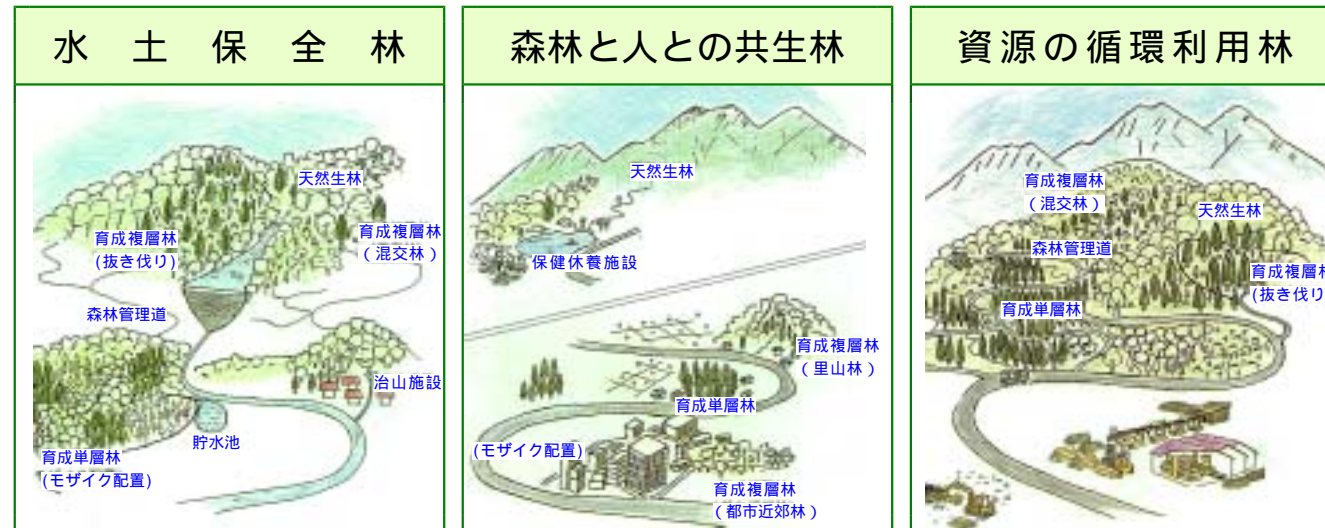 水土保全林
天然生林
育成複層林
(抜き伐り)
育成複層林
(混交林)
森林管理道
治山施設
貯水池
育成単層林
(モザイク配置)
森林と人との共生林
天然生林
保健休養施設
育成複層林
(里山林)
育成単層林
(モザイク配置)
育成複層林
(都市近郊林)
資源の循環利用林
育成複層林
(混交林)
天然生林
森林管理道
育成複層林
(抜き伐り
育成単層林